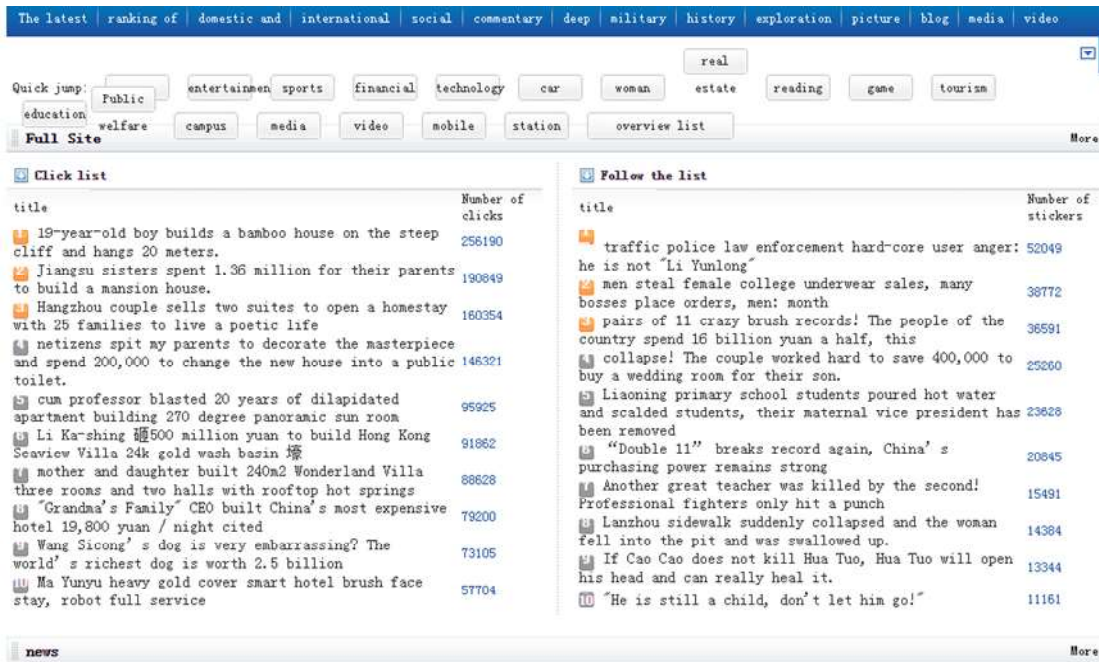 The latest ranking of domestic and international social commentary deep military history exploration picture blog media video
real
Quick jump: entertainmen sports financial technology car woman estate reading game tourism
Public
education welfare campus media video mobile station overview list
Full Site More
Click list
title Number of
clicks
1 19-year-old boy builds a bamboo house on the steep
cliff and hangs 20 meters. 256190
2 Jiangsu sisters spent 1.36 million for their parents
to build a mansion house. 190849
3 Hangzhou couple sells two suites to open a homestay
with 25 families to live a poetic life 160354
4 netizens spit my parents to decorate the masterpiece
and spend 200,000 to change the new house into a public 146321
toilet.
5 cum professor blasted 20 years of dilapidated
apartment building 270 degree panoramic sun room 95925
6 Li Ka-shing 砸500 million yuan to build Hong Kong
Seaview Villa 24k gold wash basin 壕 91862
7 mother and daughter built 240m2 Wonderland Villa
three rooms and two halls with rooftop hot springs 88628
8 "Grandma's Family" CEO built China's most expensive
hotel 19,800 yuan / night cited 79200
9 Wang Sicong’s dog is very embarrassing? The
world’s richest dog is worth 2.5 billion 73105
10 Ma Yunyu heavy gold cover smart hotel brush face
stay, robot full service 57704
Follow the list
title Number of
stickers
1
traffic police law enforcement hard-core user anger: 52049
he is not "Li Yunlong"
2 men steal female college underwear sales, many
bosses place orders, men: month 38772
3 pairs of 11 crazy brush records! The people of the
country spend 16 billion yuan a half, this 36591
4 collapse! The couple worked hard to save 400,000 to
buy a wedding room for their son. 25260
5 Liaoning primary school students poured hot water
and scalded students, their maternal vice president has 23628
been removed
6 “Double 11” breaks record again, China’s
purchasing power remains strong 20845
7 Another great teacher was killed by the second!
Professional fighters only hit a punch 15491
8 Lanzhou sidewalk suddenly collapsed and the woman
fell into the pit and was swallowed up. 14384
9 If Cao Cao does not kill Hua Tuo, Hua Tuo will open
his head and can really heal it. 13344
10 "He is still a child, don't let him go!" 11161
news More